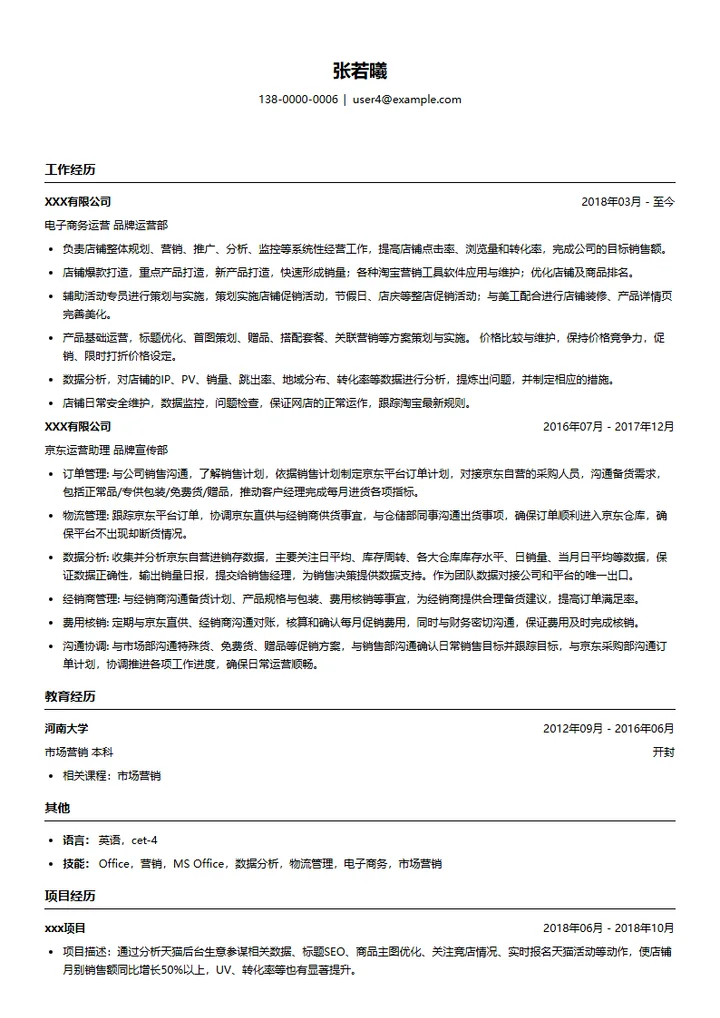 张若曦
138-0000-0006 | user4@example.com
工作经历
XXX有限公司 2018年03月 - 至今
电子商务运营 品牌运营部
• 负责店铺整体规划、营销、推广、分析、监控等系统性经营工作，提高店铺点击率、浏览量和转化率，完成公司的目标销售额。
• 店铺爆款打造，重点产品打造，新产品打造，快速形成销量；各种淘宝营销工具软件应用与维护；优化店铺及商品排名。
• 辅助活动专员进行策划与实施，策划实施店铺促销活动，节假日、店庆等整店促销活动；与美工配合进行店铺装修、产品详情页
完善美化。
• 产品基础运营，标题优化、首图策划、赠品、搭配套餐、关联营销等方案策划与实施。 价格比较与维护，保持价格竞争力，促
销、限时打折价格设定。
• 数据分析，对店铺的IP、PV、销量、跳出率、地域分布、转化率等数据进行分析，提炼出问题，并制定相应的措施。
• 店铺日常安全维护，数据监控，问题检查，保证网店的正常运作，跟踪淘宝最新规则。
XXX有限公司 2016年07月 - 2017年12月
京东运营助理 品牌宣传部
• 订单管理: 与公司销售沟通，了解销售计划，依据销售计划制定京东平台订单计划，对接京东自营的采购人员，沟通备货需求，
包括正常品/专供包装/免费货/赠品，推动客户经理完成每月进货各项指标。
• 物流管理: 跟踪京东平台订单，协调京东直供与经销商供货事宜，与仓储部同事沟通出货事项，确保订单顺利进入京东仓库，确
保平台不出现却断货情况。
• 数据分析: 收集并分析京东自营进销存数据，主要关注日平均、库存周转、各大仓库库存水平、日销量、当月日平均等数据，保
证数据正确性，输出销量日报，提交给销售经理，为销售决策提供数据支持。作为团队数据对接公司和平台的唯一出口。
• 经销商管理: 与经销商沟通备货计划、产品规格与包装、费用核销等事宜，为经销商提供合理备货建议，提高订单满足率。
• 费用核销: 定期与京东直供、经销商沟通对账，核算和确认每月促销费用，同时与财务密切沟通，保证费用及时完成核销。
• 沟通协调: 与市场部沟通特殊货、免费货、赠品等促销方案，与销售部沟通确认日常销售目标并跟踪目标，与京东采购部沟通订
单计划，协调推进各项工作进度，确保日常运营顺畅。
教育经历
河南大学 2012年09月 - 2016年06月
市场营销 本科 开封
• 相关课程：市场营销
其他
• 语言： 英语，cet-4
• 技能： Office，营销，MS Office，数据分析，物流管理，电子商务，市场营销
项目经历
xxx项目 2018年06月 - 2018年10月
• 项目描述：通过分析天猫后台生意参谋相关数据、标题SEO、商品主图优化、关注竞店情况、实时报名天猫活动等动作，使店铺
月别销售额同比增长50%以上，UV、转化率等也有显著提升。